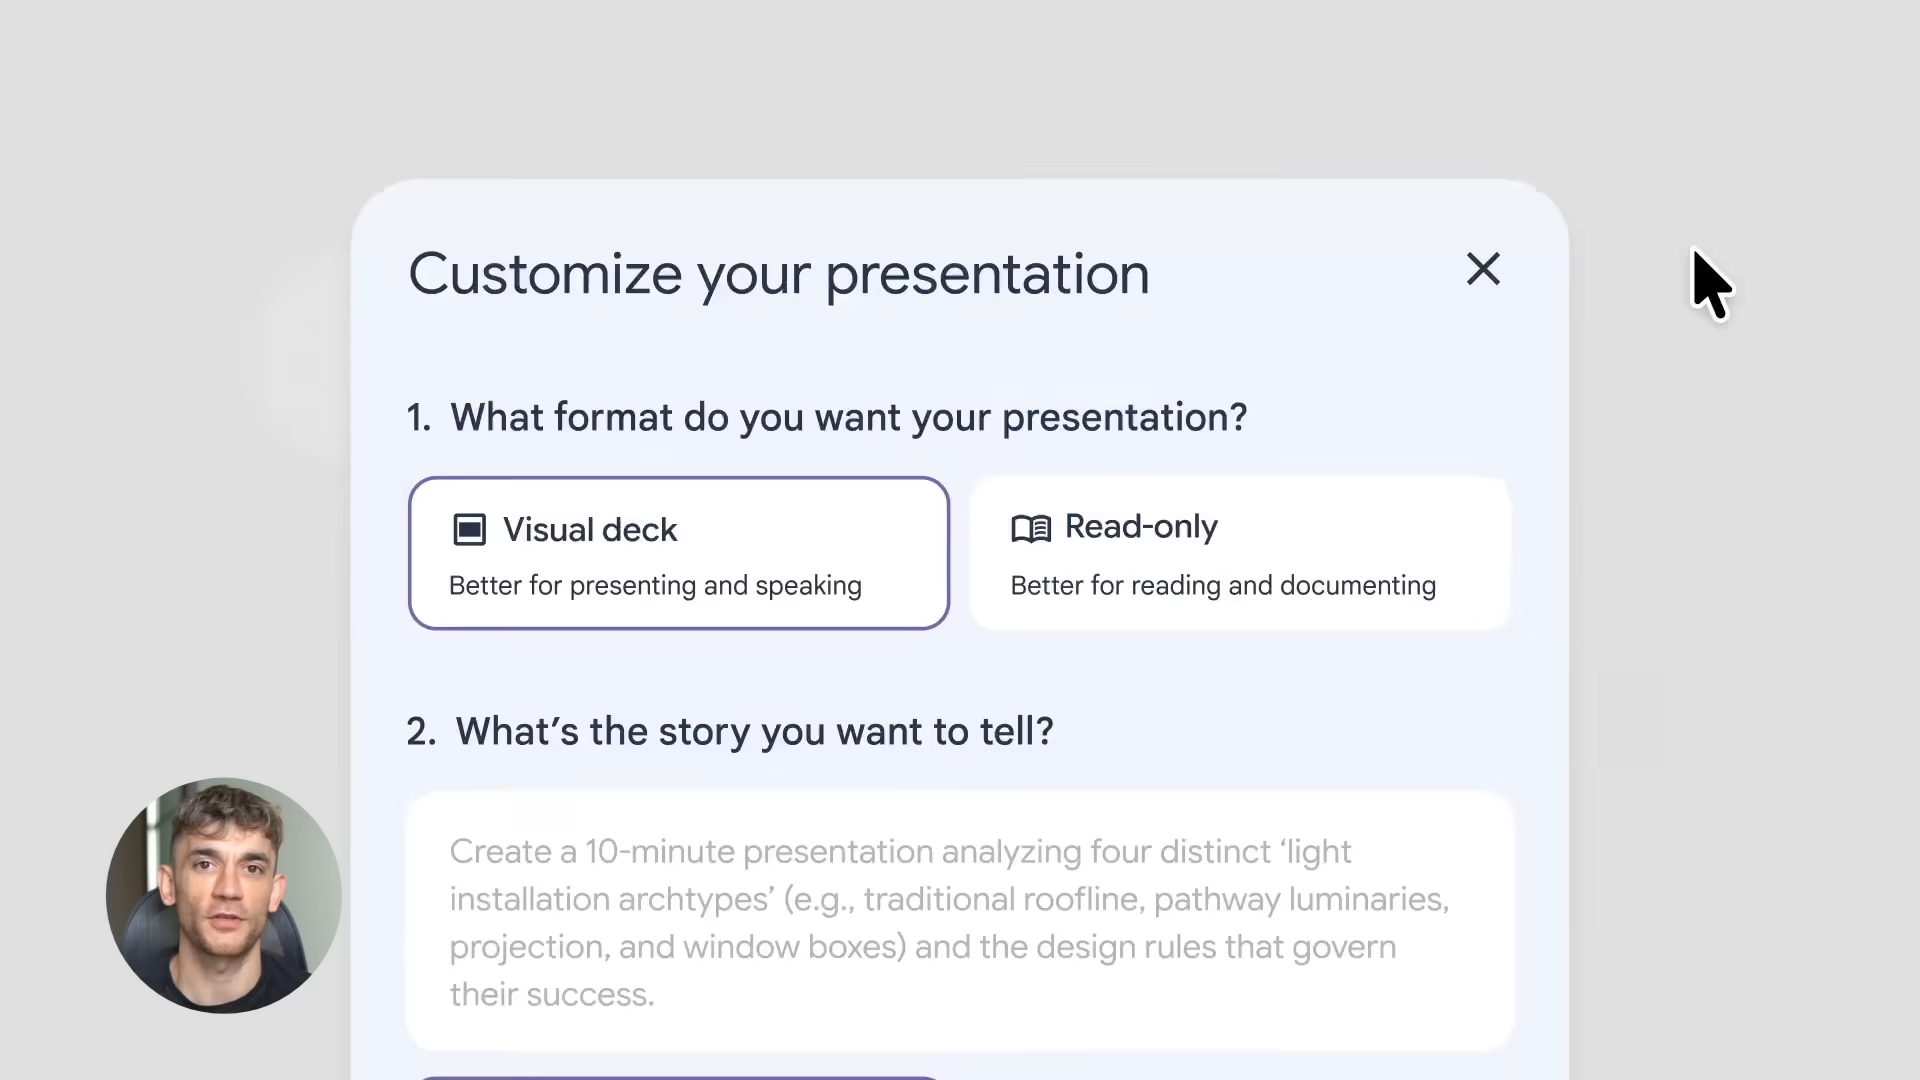 Customize your presentation
1. What format do you want your presentation?
Visual deck
Better for presenting and speaking
Read-only
Better for reading and documenting
2. What’s the story you want to tell?
Create a 10-minute presentation analyzing four distinct ‘light
installation archtypes’ (e.g., traditional roofline, pathway luminaries,
projection, and window boxes) and the design rules that govern
their success.